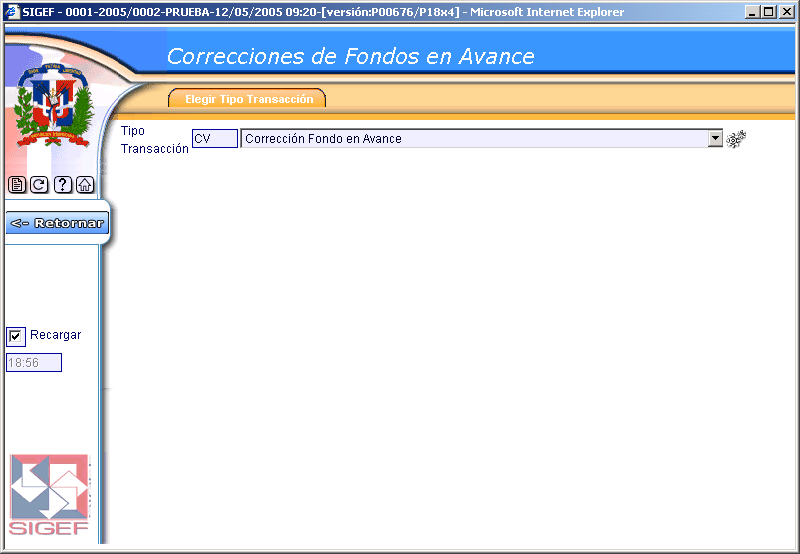 SIGEF - 0001-2005/0002-PRUEBA-12/05/2005 09:20-[versión:P00676/P18x4] - Microsoft Internet Explorer
Correcciones de Fondos en Avance
Elegir Tipo Transacción
Tipo
Transacción
CV
Corrección Fondo en Avance
<- Retornar
Recargar
18:56
SIGEF